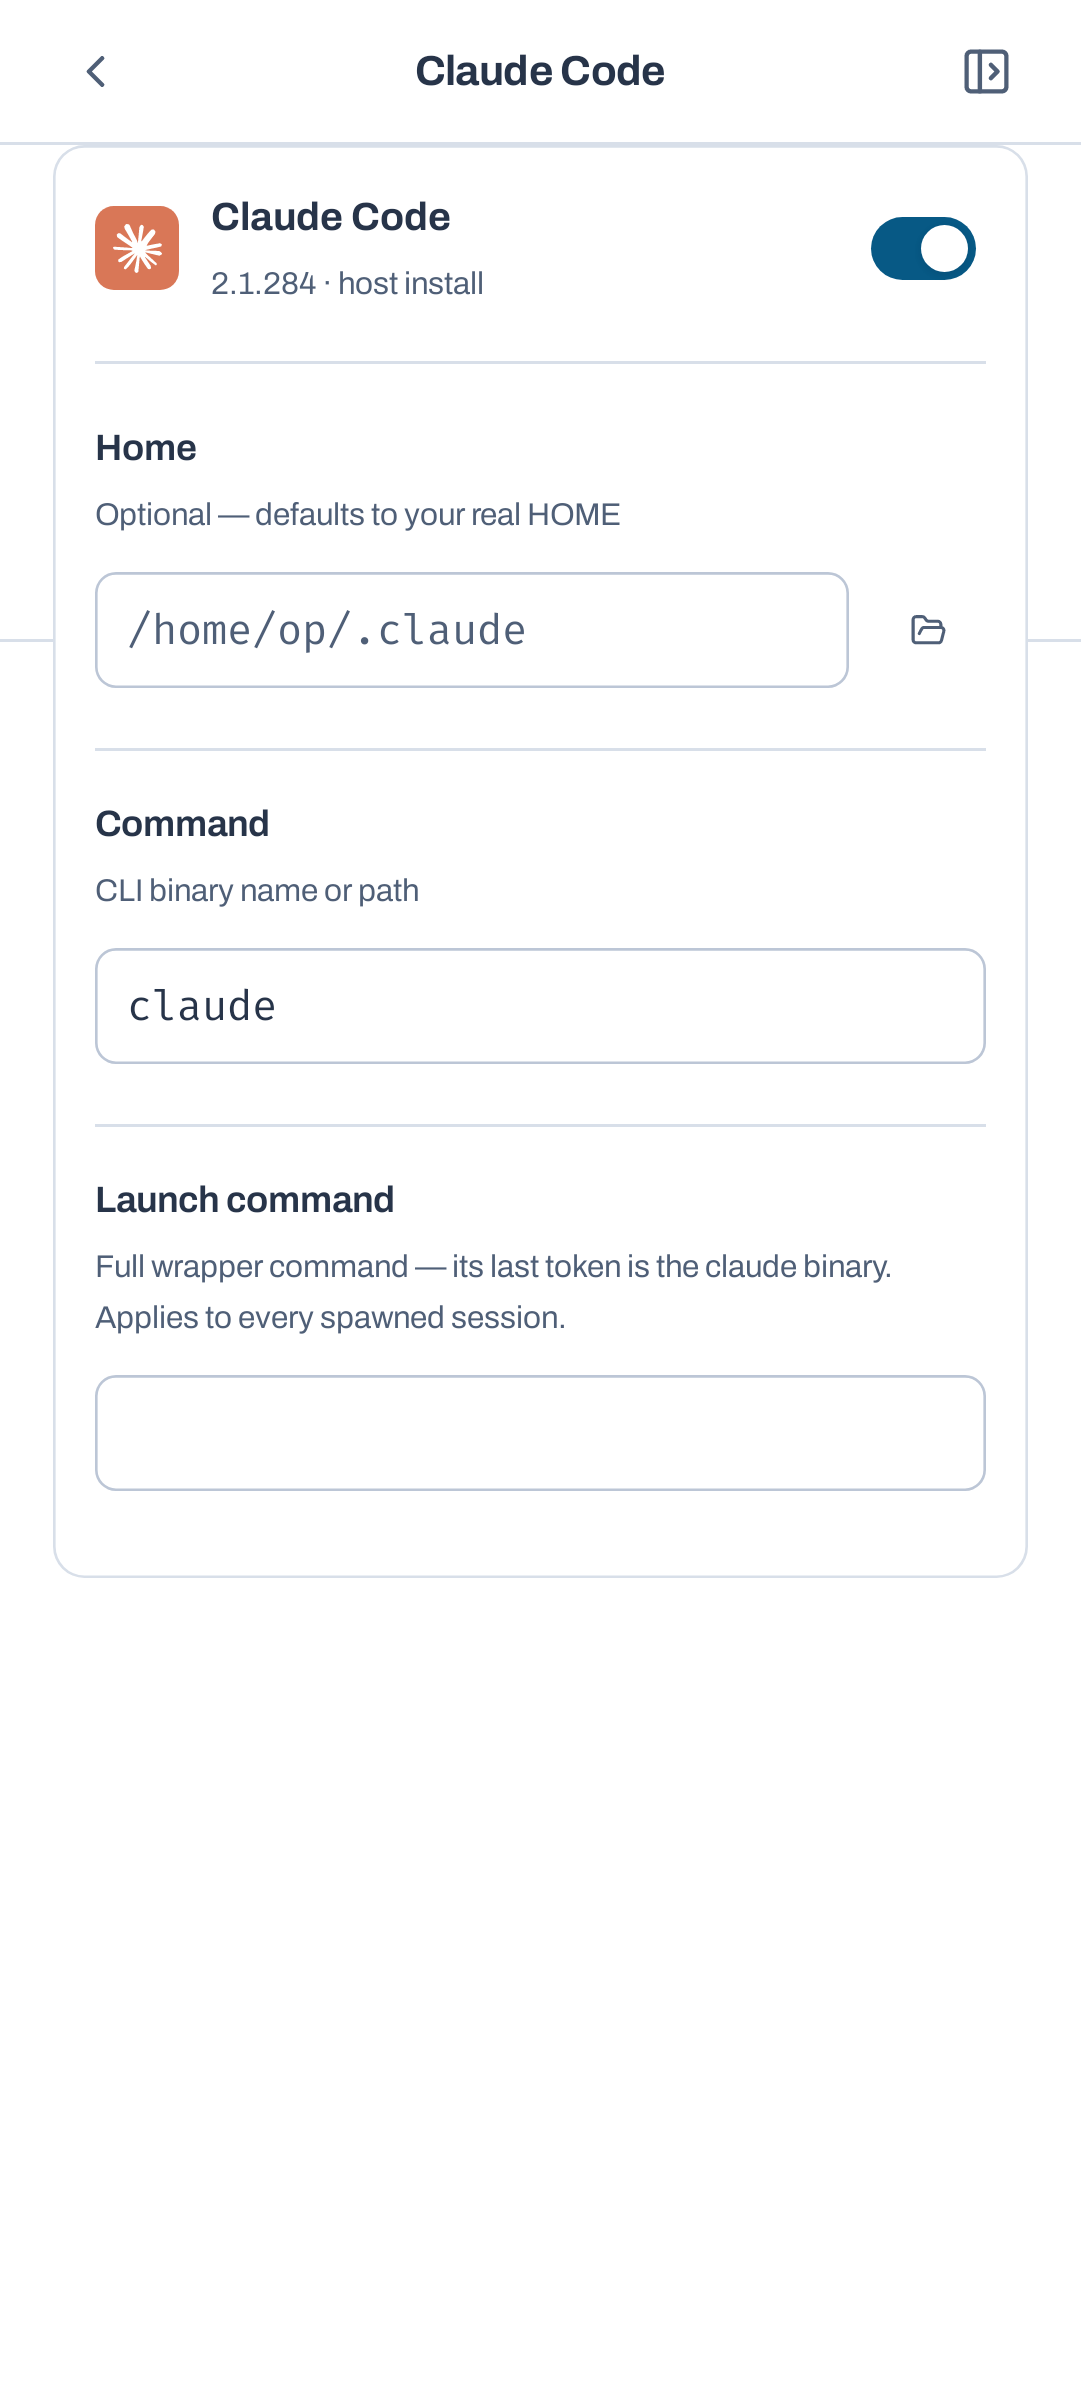 Claude Code
Claude Code
2.1.284 · host install
Home
Optional — defaults to your real HOME
/home/op/.claude
Command
CLI binary name or path
claude
Launch command
Full wrapper command — its last token is the claude binary.
Applies to every spawned session.